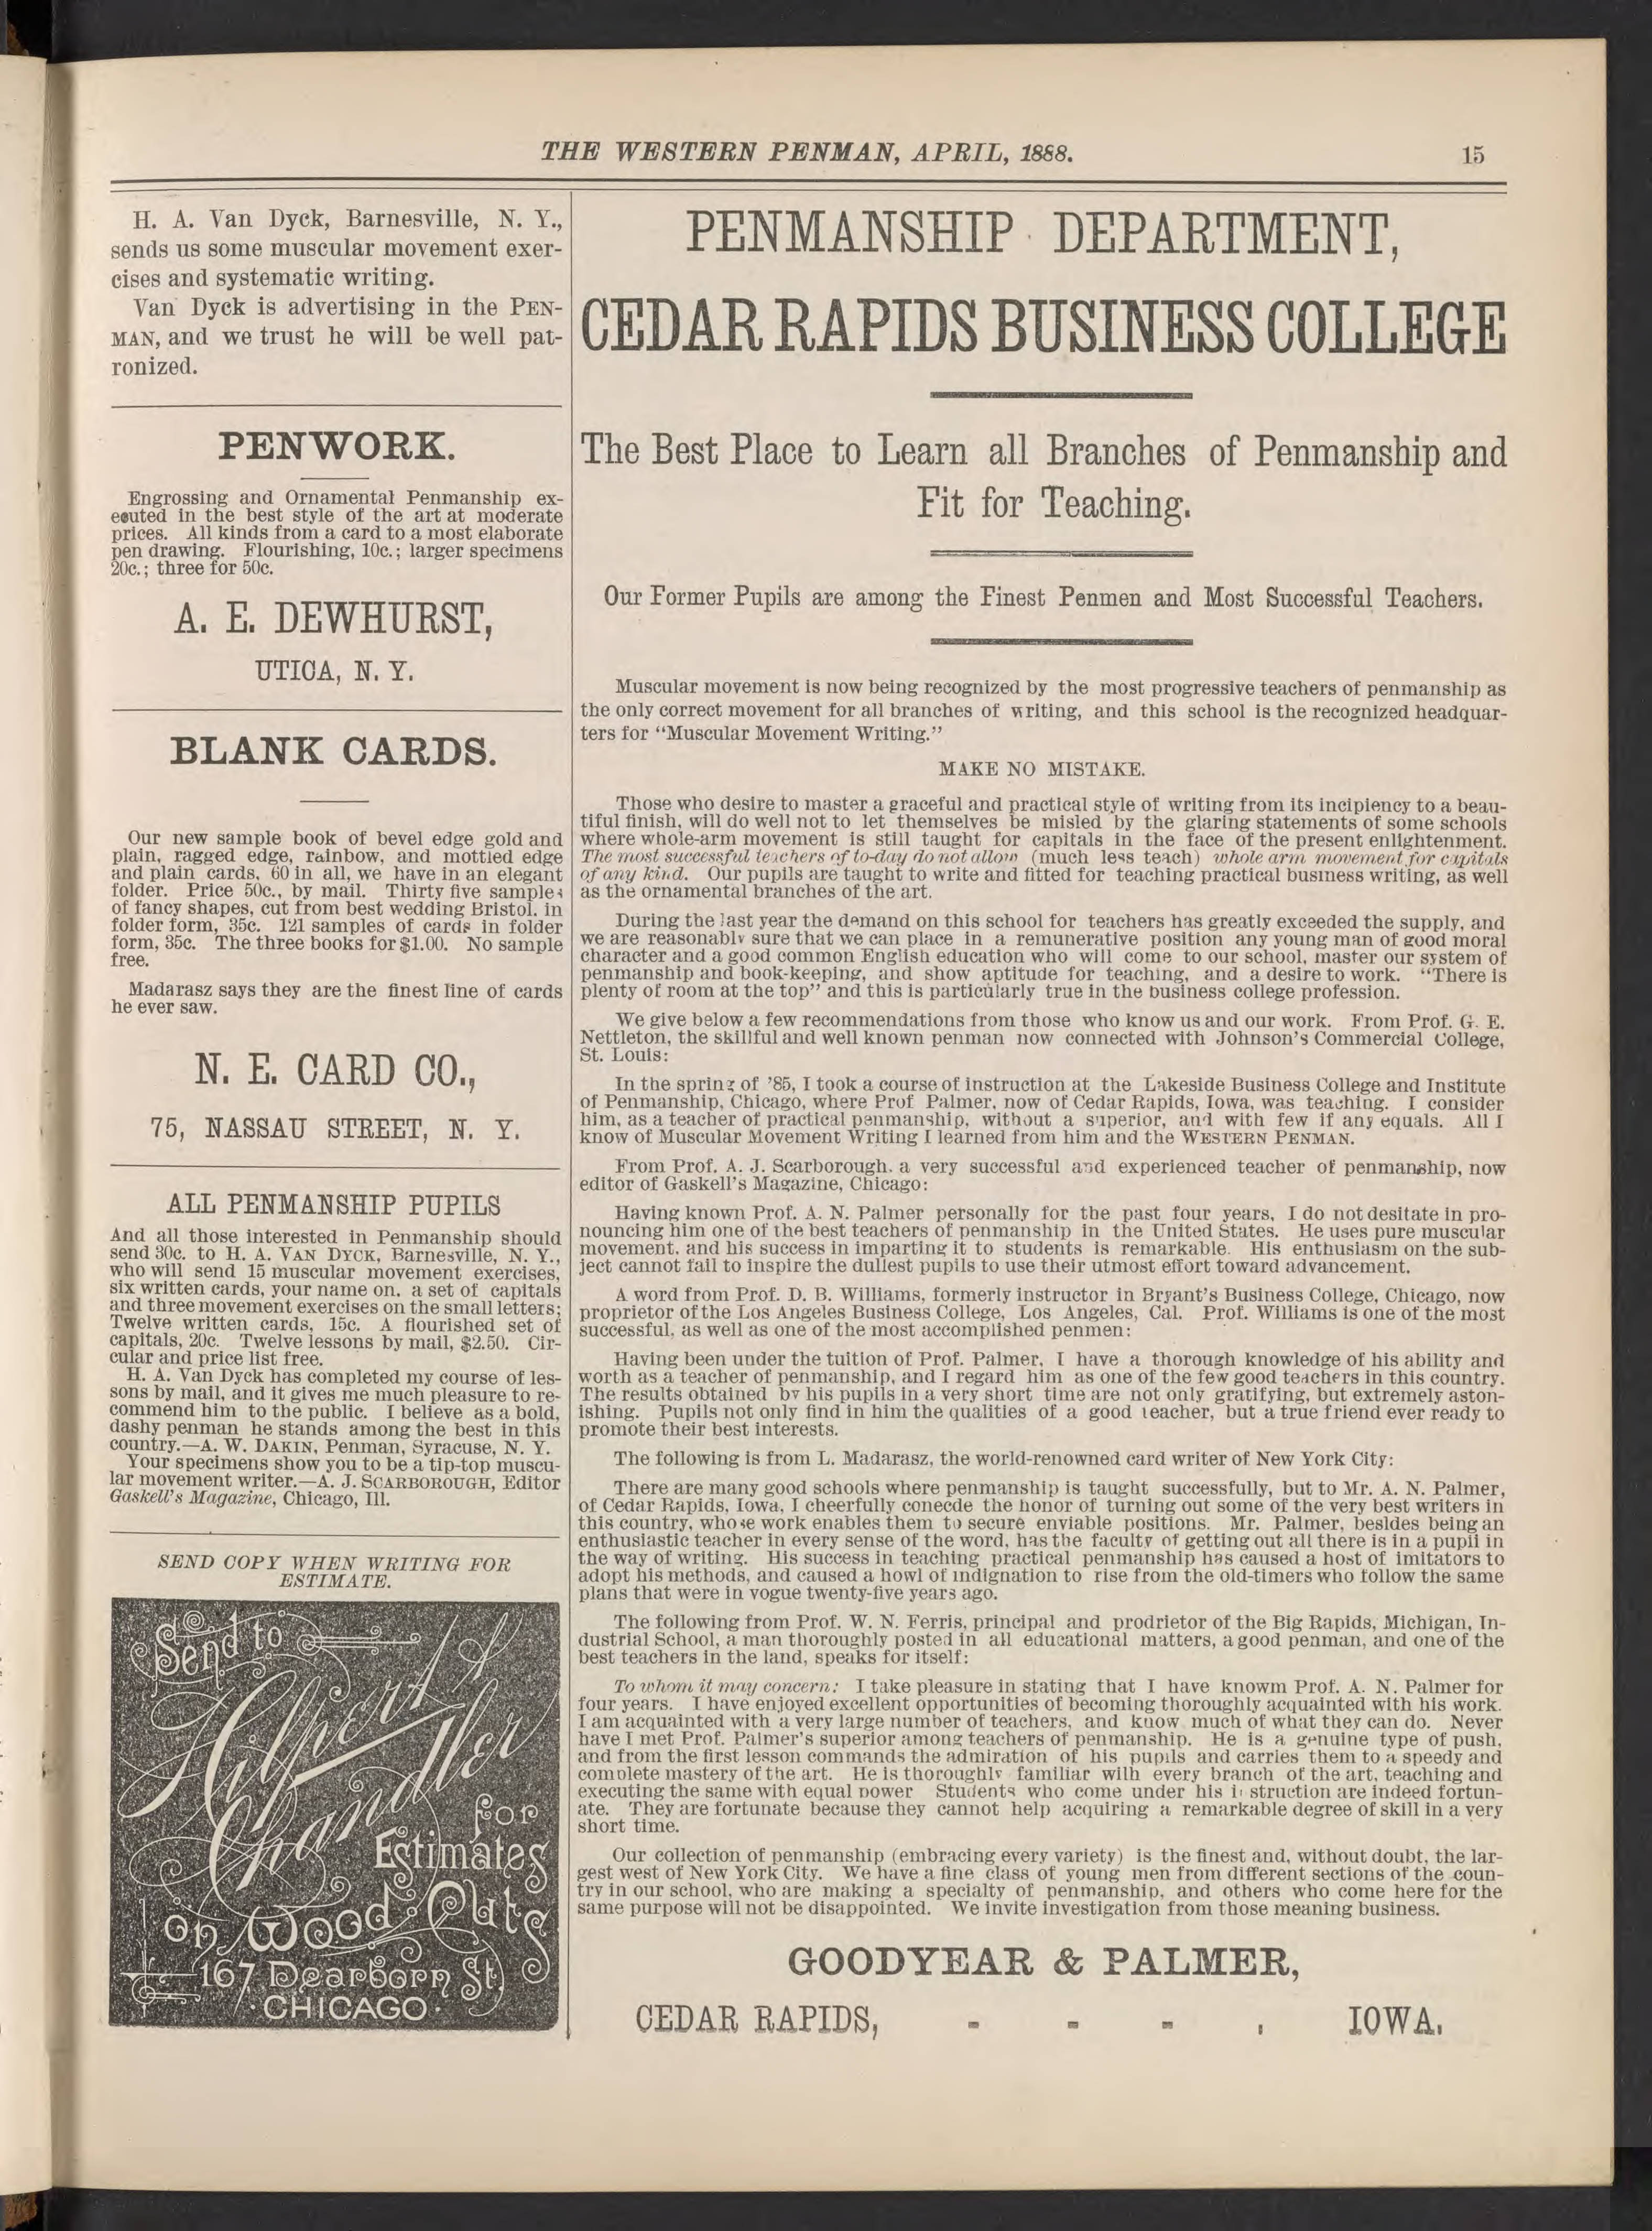 THE WESTERN PENMAN, APRIL, 1888.
15
H. A. Van Dyck, Barnesville, N. Y.,
sends us some muscular movement exer-
cises and systematic writing.
Van Dyck is advertising in the PEN-
MAN, and we trust he will be well pat-
ronized.
PENWORK.
Engrossing and Ornamental Penmanship ex-
ecuted in the best style of the art at moderate
prices. All kinds from a card to a most elaborate
pen drawing. Flourishing, 10c.; larger specimens
20c.; three for 50c.
A. E. DEWHURST,
UTICA, N. Y.
BLANK CARDS.
Our new sample book of bevel edge gold and
plain, ragged edge, rainbow, and mottled edge
and plain cards, 60 in all, we have in an elegant
folder. Price 50c., by mail. Thirty five samples
of fancy shapes, cut from best wedding Bristol, in
folder form, 35c. 121 samples of cards in folder
form, 35c. The three books for $1.00. No sample
free.
Madarasz says they are the finest line of cards
he ever saw.
N. E. CARD CO.,
75, NASSAU STREET, N. Y.
ALL PENMANSHIP PUPILS
And all those interested in Penmanship should
send 30c. to H. A. VAN DYCK, Barnesville, N. Y.,
who will send 15 muscular movement exercises,
six written cards, your name on, a set of capitals
and three movement exercises on the small letters;
Twelve written cards, 15c. A flourished set of
capitals, 20c. Twelve lessons by mail, $2.50. Cir-
cular and price list free.
H. A. Van Dyck has completed my course of les-
sons by mail, and it gives me much pleasure to re-
commend him to the public. I believe as a bold,
dashy penman he stands among the best in this
country.—A. W. DAKIN, Penman, Syracuse, N. Y.
Your specimens show you to be a tip-top muscu-
lar movement writer.—A. J. SCARBOROUGH, Editor
Gaskell's Magazine, Chicago, Ill.
SEND COPY WHEN WRITING FOR
ESTIMATE.
Send to
Hilpert &
Chandler
For
Estimates
on Wood Cuts
167 Dearborn St,
CHICAGO.
PENMANSHIP DEPARTMENT,
CEDAR RAPIDS BUSINESS COLLEGE
The Best Place to Learn all Branches of Penmanship and
Fit for Teaching.
Our Former Pupils are among the Finest Penmen and Most Successful Teachers.
Muscular movement is now being recognized by the most progressive teachers of penmanship as
the only correct movement for all branches of writing, and this school is the recognized headquar-
ters for "Muscular Movement Writing."
MAKE NO MISTAKE.
Those who desire to master a graceful and practical style of writing from its incipiency to a beau-
tiful finish, will do well not to let themselves be misled by the glaring statements of some schools
where whole-arm movement is still taught for capitals in the face of the present enlightenment.
The most successful teachers of to-day do not allow (much less teach) whole arm movement for capitals
of any kind. Our pupils are taught to write and fitted for teaching practical business writing, as well
as the ornamental branches of the art.
During the last year the demand on this school for teachers has greatly exceeded the supply, and
we are reasonably sure that we can place in a remunerative position any young man of good moral
character and a good common English education who will come to our school, master our system of
penmanship and book-keeping, and show aptitude for teaching, and a desire to work. "There is
plenty of room at the top" and this is particularly true in the business college profession.
We give below a few recommendations from those who know us and our work. From Prof. G. E.
Nettleton, the skillful and well known penman now connected with Johnson's Commercial College,
St. Louis:
In the spring of '85, I took a course of instruction at the Lakeside Business College and Institute
of Penmanship, Chicago, where Prof Palmer, now of Cedar Rapids, Iowa, was teaching. I consider
him, as a teacher of practical penmanship, without a superior, and with few if any equals. All I
know of Muscular Movement Writing I learned from him and the WESTERN PENMAN.
From Prof. A. J. Scarborough, a very successful and experienced teacher of penmanship, now
editor of Gaskell's Magazine, Chicago:
Having known Prof. A. N. Palmer personally for the past four years, I do not desitate in pro-
nouncing him one of the best teachers of penmanship in the United States. He uses pure muscular
movement, and his success in imparting it to students is remarkable. His enthusiasm on the sub-
ject cannot fail to inspire the dullest pupils to use their utmost effort toward advancement.
A word from Prof. D. B. Williams, formerly instructor in Bryant's Business College, Chicago, now
proprietor of the Los Angeles Business College, Los Angeles, Cal. Prof. Williams is one of the most
successful, as well as one of the most accomplished penmen:
Having been under the tuition of Prof. Palmer, I have a thorough knowledge of his ability and
worth as a teacher of penmanship, and I regard him as one of the few good teachers in this country.
The results obtained by his pupils in a very short time are not only gratifying, but extremely aston-
ishing. Pupils not only find in him the qualities of a good teacher, but a true friend ever ready to
promote their best interests.
The following is from L. Madarasz, the world-renowned card writer of New York City:
There are many good schools where penmanship is taught successfully, but to Mr. A. N. Palmer,
of Cedar Rapids, Iowa, I cheerfully conecde the honor of turning out some of the very best writers in
this country, whose work enables them to secure enviable positions. Mr. Palmer, besides being an
enthusiastic teacher in every sense of the word, has the faculty of getting out all there is in a pupil in
the way of writing. His success in teaching practical penmanship has caused a host of imitators to
adopt his methods, and caused a howl of indignation to rise from the old-timers who follow the same
plans that were in vogue twenty-five years ago.
The following from Prof. W. N. Ferris, principal and prodrietor of the Big Rapids, Michigan, In-
dustrial School, a man thoroughly posted in all educational matters, a good penman, and one of the
best teachers in the land, speaks for itself:
To whom it may concern: I take pleasure in stating that I have knowm Prof. A. N. Palmer for
four years. I have enjoyed excellent opportunities of becoming thoroughly acquainted with his work.
I am acquainted with a very large number of teachers, and know much of what they can do. Never
have I met Prof. Palmer's superior among teachers of penmanship. He is a genuine type of push,
and from the first lesson commands the admiration of his pupils and carries them to a speedy and
complete mastery of the art. He is thoroughly familiar wilh every branch of the art, teaching and
executing the same with equal power Students who come under his instruction are indeed fortun-
ate. They are fortunate because they cannot help acquiring a remarkable degree of skill in a very
short time.
Our collection of penmanship (embracing every variety) is the finest and, without doubt, the lar-
gest west of New York City. We have a fine class of young men from different sections of the coun-
try in our school, who are making a specialty of penmanship, and others who come here for the
same purpose will not be disappointed. We invite investigation from those meaning business.
GOODYEAR & PALMER,
CEDAR RAPIDS, - - - , IOWA.